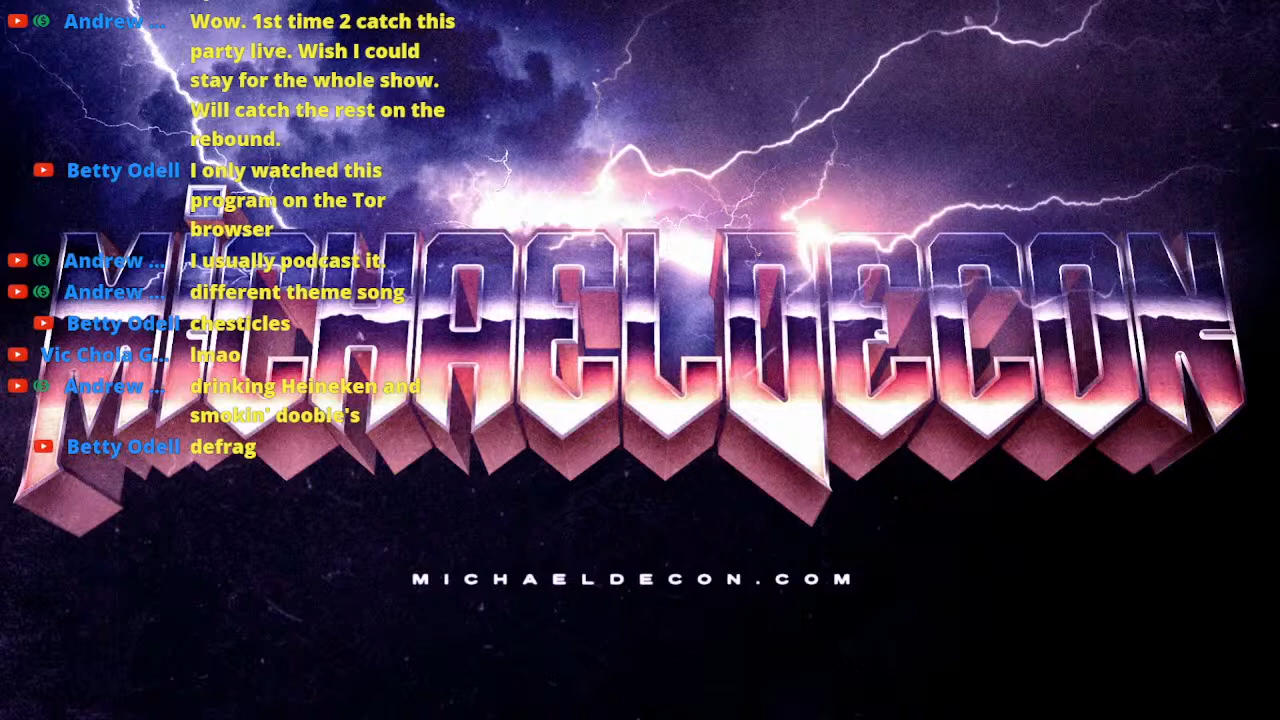 Andrew ... Wow. 1st time 2 catch this
party live. Wish I could
stay for the whole show.
Will catch the rest on the
rebound.
Betty Odell I only watched this
program on the Tor
browser
Andrew ... I usually podcast it.
Andrew ... different theme song
Betty Odell chesticles
Vic Chola G... lmao
Andrew ... drinking Heineken and
smokin' doobie's
Betty Odell defrag
MiCHAELDECON
MICHAELDECON.COM